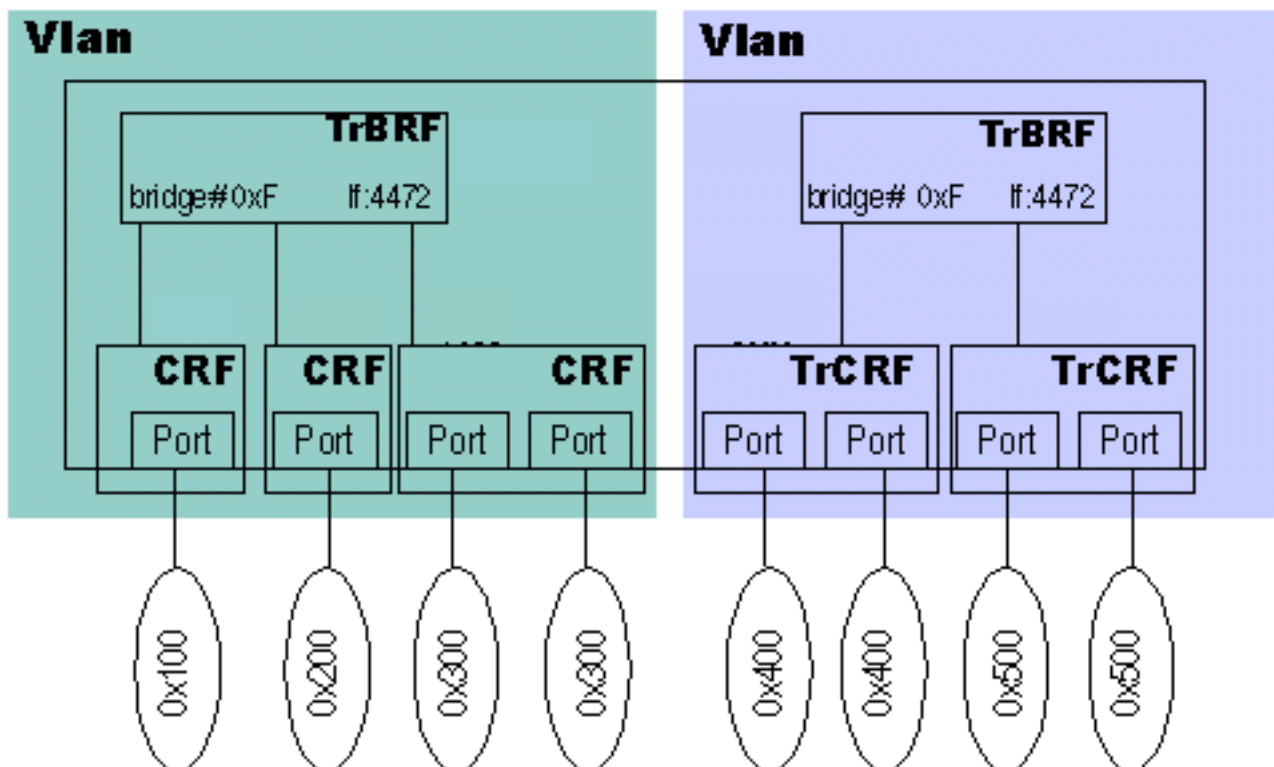 Vlan
Vlan
TrBRF
bridge# 0xF lf:4472
TrBRF
bridge# 0xF lf:4472
CRF
CRF
CRF
TrCRF
TrCRF
Port
Port
Port
Port
Port
Port
Port
Port
0x100
0x200
0x300
0x300
0x400
0x400
0x500
0x500